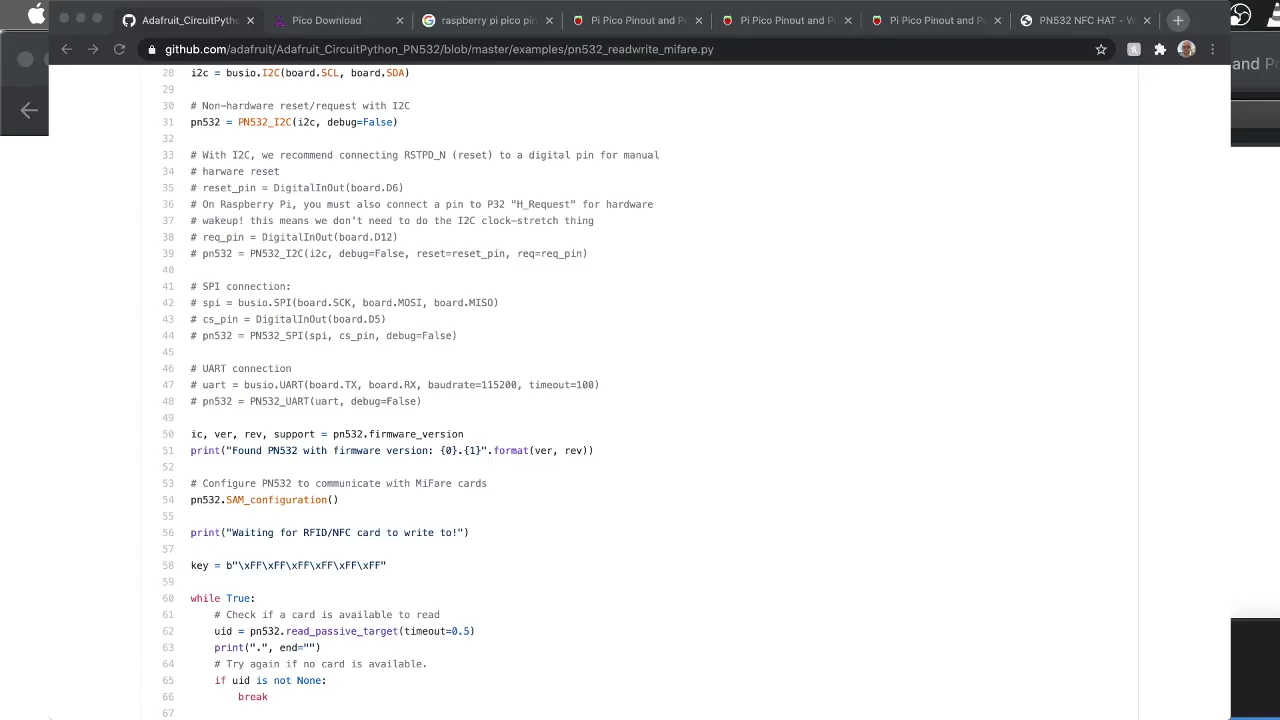 Adafruit_CircuitPytho
Pico Download
raspberry pi pico pin
Pi Pico Pinout and P
Pi Pico Pinout and P
Pi Pico Pinout and P
PN532 NFC HAT - W
github.com/adafruit/Adafruit_CircuitPython_PN532/blob/master/examples/pn532_readwrite_mifare.py
and Po
28 i2c = busio.I2C(board.SCL, board.SDA)
29
30 # Non-hardware reset/request with I2C
31 pn532 = PN532_I2C(i2c, debug=False)
32
33 # With I2C, we recommend connecting RSTPD_N (reset) to a digital pin for manual
34 # harware reset
35 # reset_pin = DigitalInOut(board.D6)
36 # On Raspberry Pi, you must also connect a pin to P32 "H_Request" for hardware
37 # wakeup! this means we don't need to do the I2C clock-stretch thing
38 # req_pin = DigitalInOut(board.D12)
39 # pn532 = PN532_I2C(i2c, debug=False, reset=reset_pin, req=req_pin)
40
41 # SPI connection:
42 # spi = busio.SPI(board.SCK, board.MOSI, board.MISO)
43 # cs_pin = DigitalInOut(board.D5)
44 # pn532 = PN532_SPI(spi, cs_pin, debug=False)
45
46 # UART connection
47 # uart = busio.UART(board.TX, board.RX, baudrate=115200, timeout=100)
48 # pn532 = PN532_UART(uart, debug=False)
49
50 ic, ver, rev, support = pn532.firmware_version
51 print("Found PN532 with firmware version: {0}.{1}".format(ver, rev))
52
53 # Configure PN532 to communicate with MiFare cards
54 pn532.SAM_configuration()
55
56 print("Waiting for RFID/NFC card to write to!")
57
58 key = b"\xFF\xFF\xFF\xFF\xFF\xFF"
59
60 while True:
61 # Check if a card is available to read
62 uid = pn532.read_passive_target(timeout=0.5)
63 print(".", end="")
64 # Try again if no card is available.
65 if uid is not None:
66 break
67